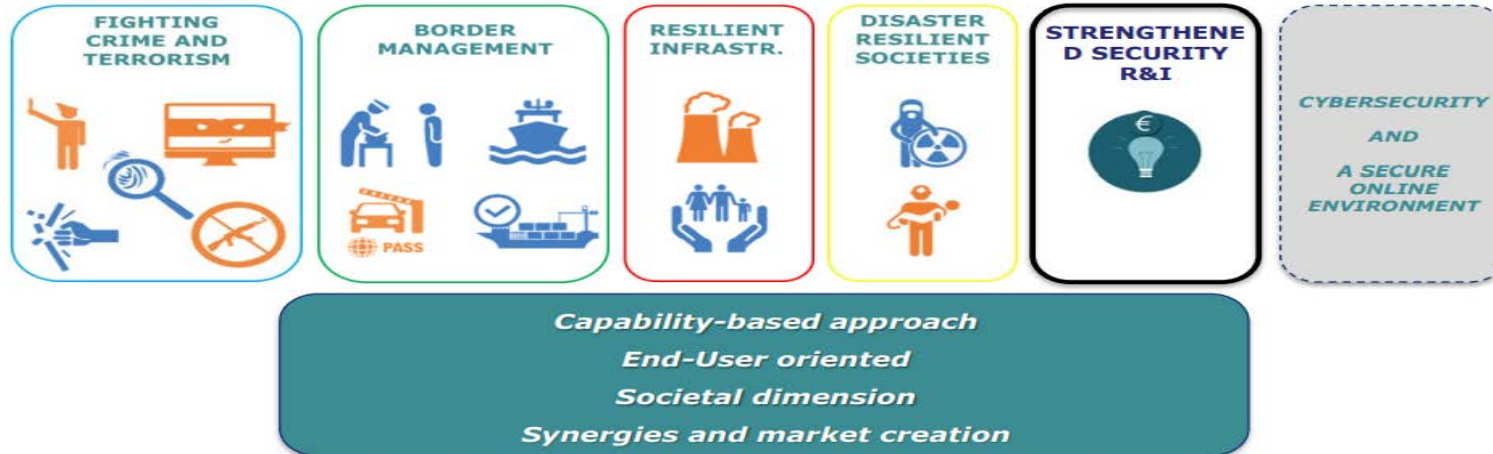 FIGHTING
CRIME AND
TERRORISM
PASS
BORDER
MANAGEMENT
RESILIENT
INFRASTR.
DISASTER
RESILIENT
SOCIETIES
STRENGTHENE
D SECURITY
R&I
€
CYBERSECURITY
AND
A SECURE
ONLINE
ENVIRONMENT
Capability-based approach
End-User oriented
Societal dimension
Synergies and market creation